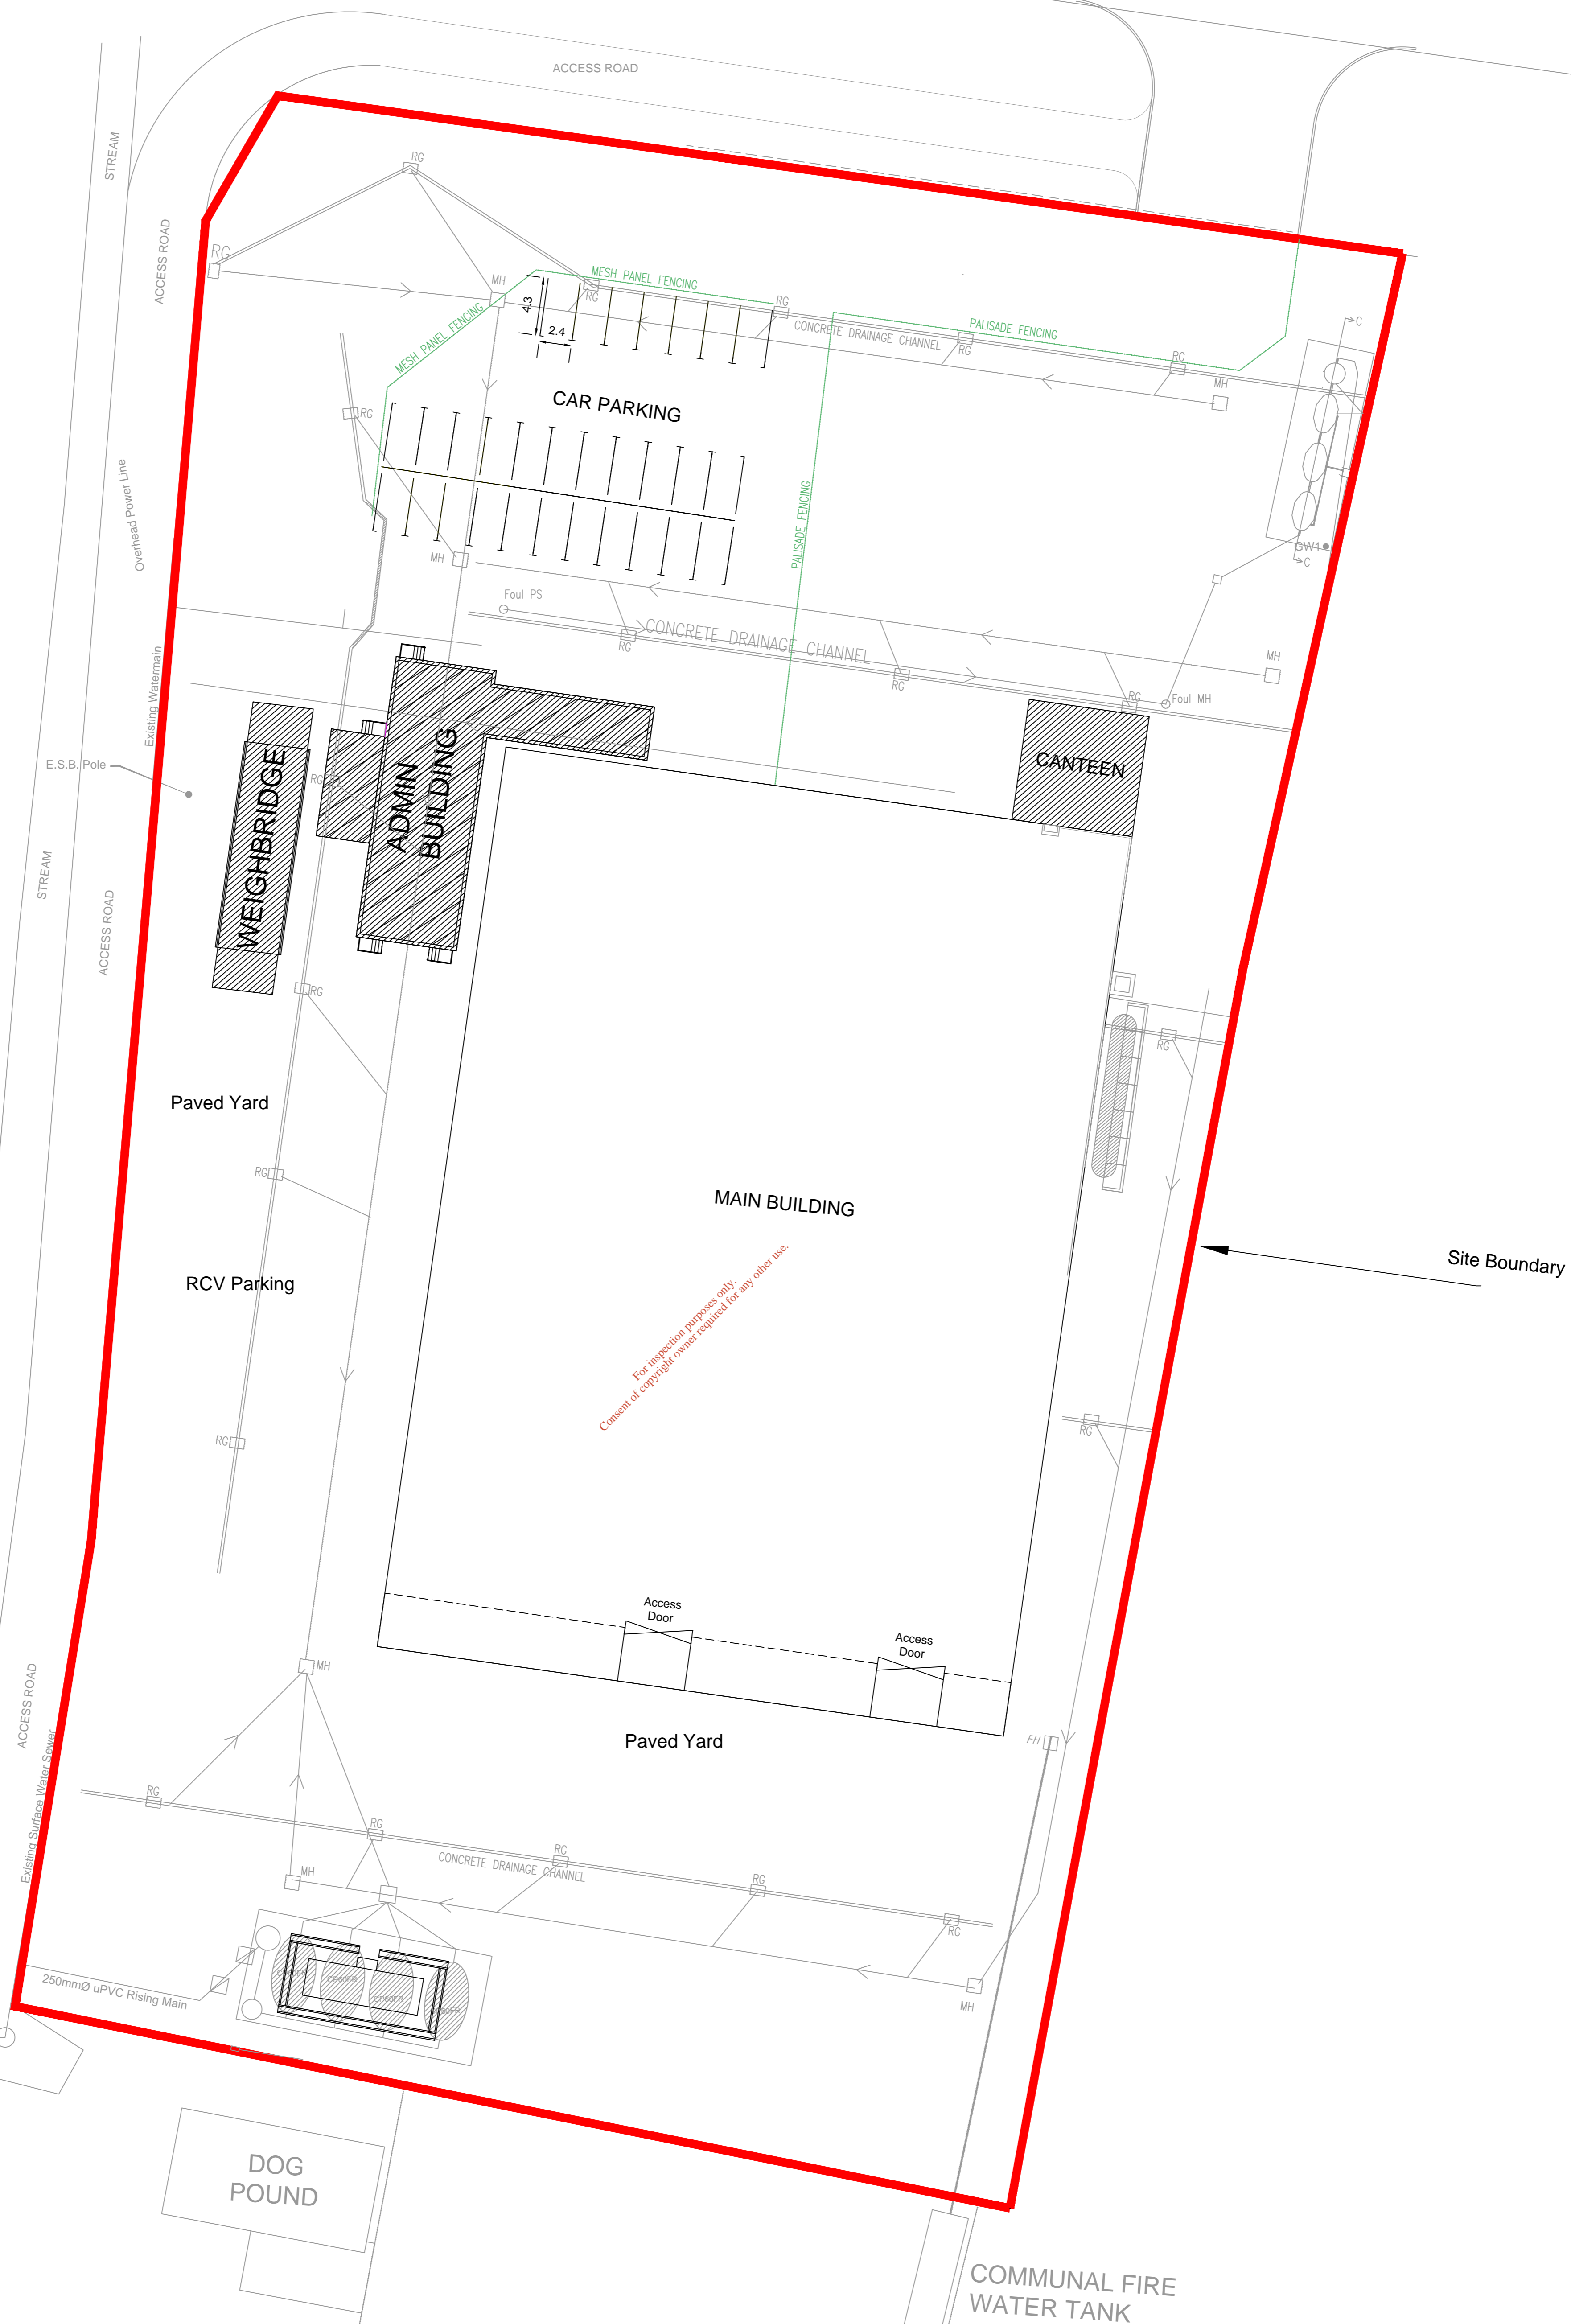 ACCESS ROAD
STREAM
RG
ACCESS ROAD
RG
MH
MESH PANEL FENCING
RG
RG
4.3
2.4
MESH PANEL FENCING
CONCRETE DRAINAGE CHANNEL
PALISADE FENCING
RG
RG
MH
C
CAR PARKING
RG
PALISADE FENCING
Overhead Power Line
MH
GW1
C
Foul PS
RG
CONCRETE DRAINAGE CHANNEL
RG
MH
RG
Foul MH
Existing Watermain
E.S.B. Pole
WEIGHBRIDGE
RG
ADMIN
BUILDING
CANTEEN
STREAM
ACCESS ROAD
RG
RG
Paved Yard
RG
MAIN BUILDING
Site Boundary
RCV Parking
For inspection purposes only.
Consent of copyright owner required for any other use.
RG
RG
Access
Door
Access
Door
ACCESS ROAD
MH
Paved Yard
FH
Existing Surface Water Sewer
RG
RG
RG
CONCRETE DRAINAGE CHANNEL
RG
RG
MH
MH
250mmØ uPVC Rising Main
DOG
POUND
COMMUNAL FIRE
WATER TANK